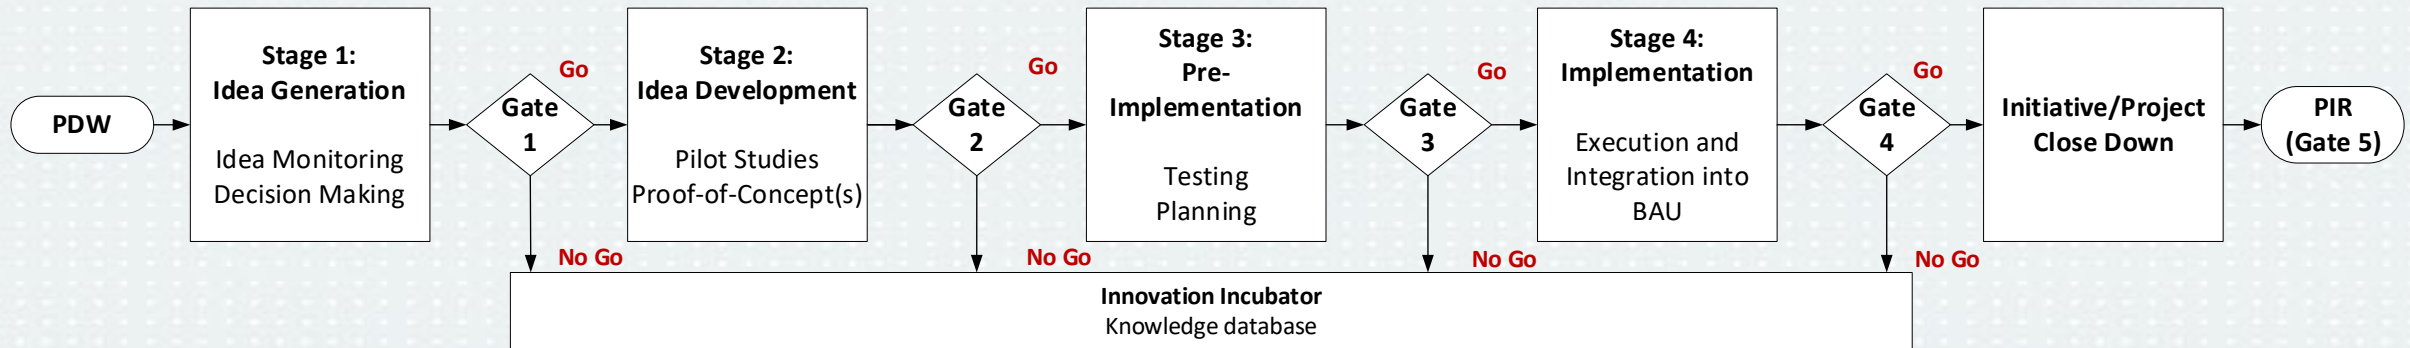 PDW
Stage 1:
Idea Generation
Idea Monitoring
Decision Making
Gate
1
Go
No Go
Stage 2:
Idea Development
Pilot Studies
Proof-of-Concept(s)
Gate
2
Go
No Go
Stage 3:
Pre-
Implementation
Testing
Planning
Gate
3
Go
No Go
Stage 4:
Implementation
Execution and
Integration into
BAU
Gate
4
Go
No Go
Initiative/Project
Close Down
PIR
(Gate 5)
Innovation Incubator
Knowledge database